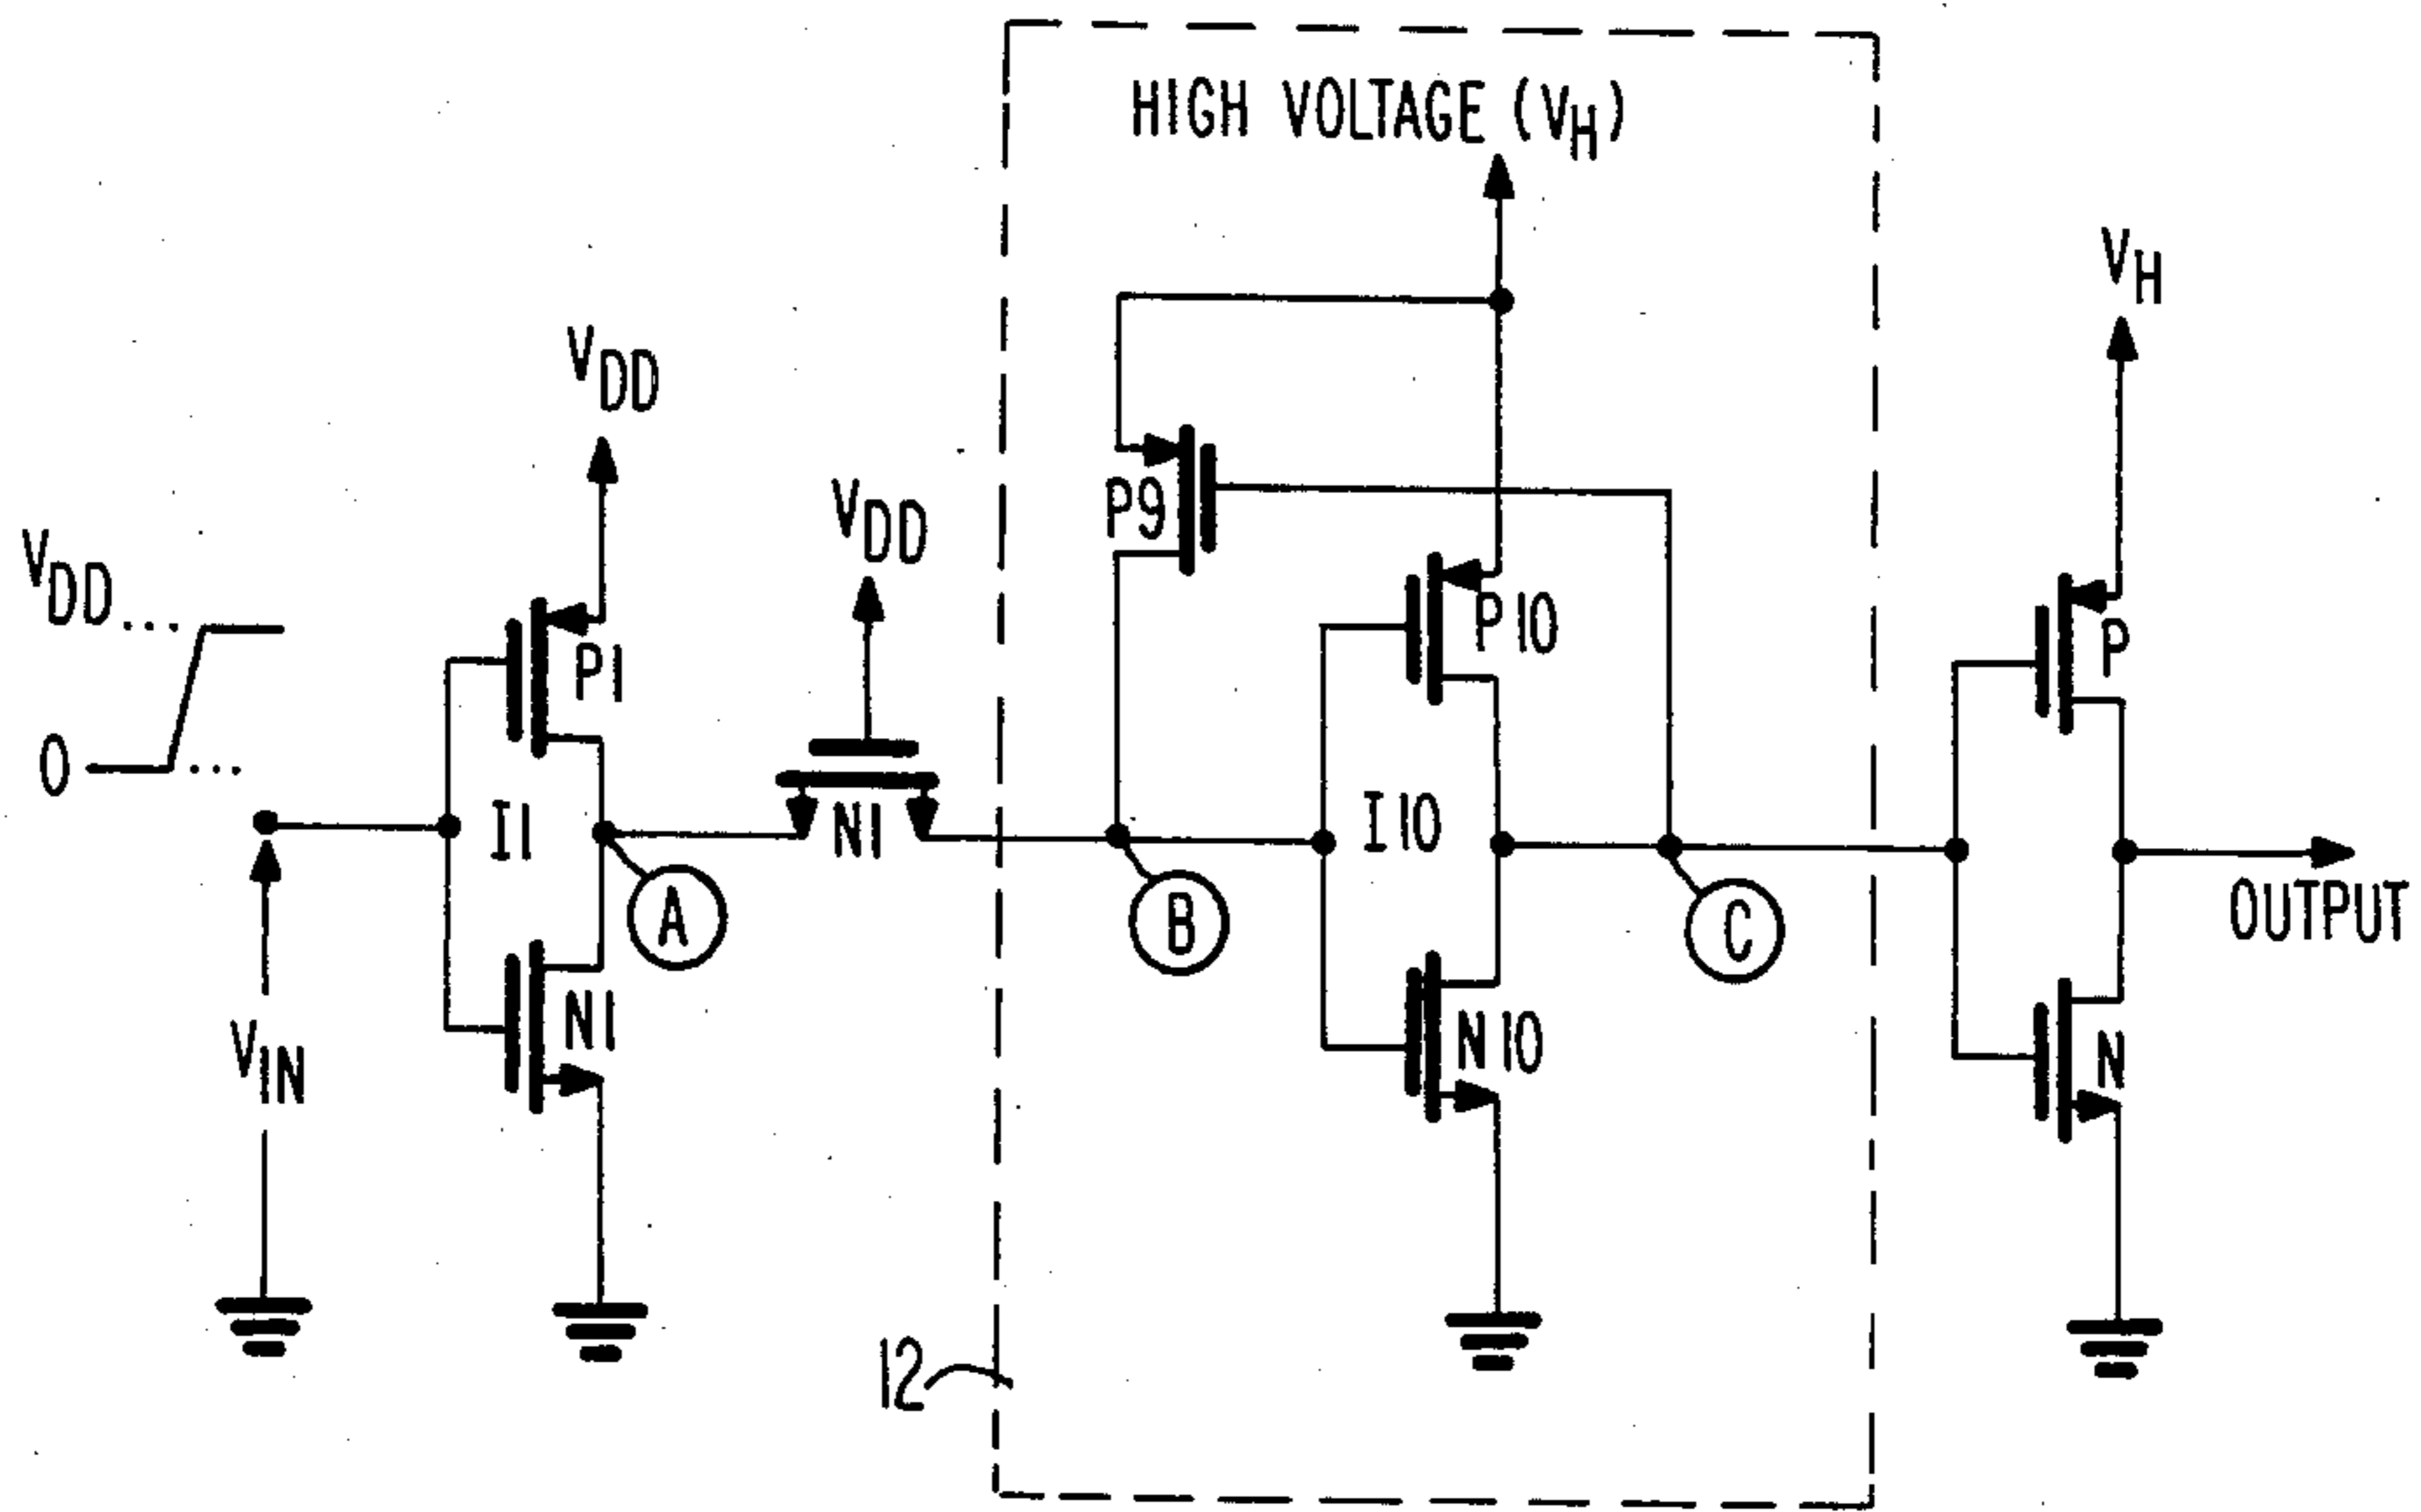 HIGH VOLTAGE (VH)
VH
VDD
VDD
VDD
0
P9
P10
P1
P
I1
N1
I10
A
B
C
OUTPUT
VIN
N1
N10
N
12